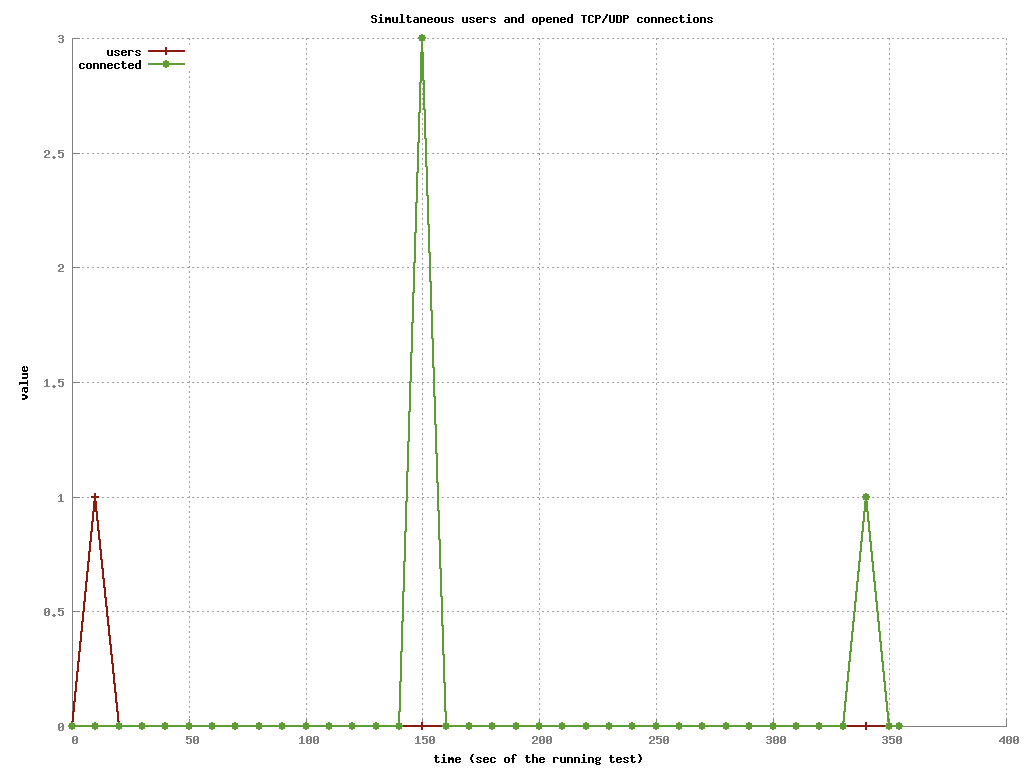 Simultaneous users and opened TCP/UDP connections
3
users
connected
2.5
2
value
1.5
1
0.5
0
0 50 100 150 200 250 300 350 400
time (sec of the running test)